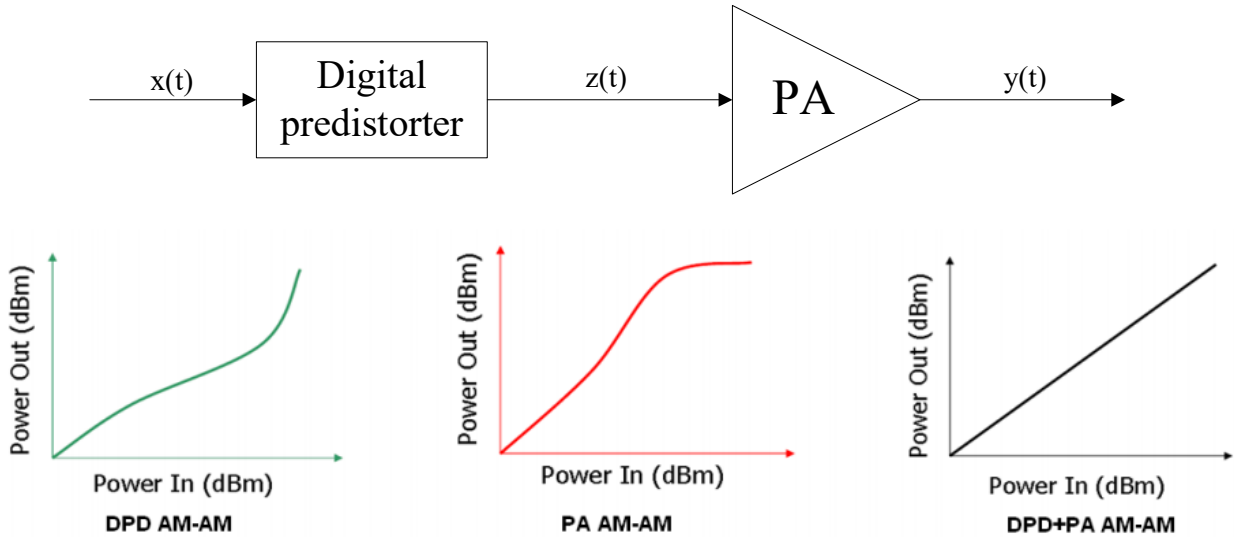 x(t)
Digital
predistorter
z(t)
PA
y(t)
Power Out (dBm)
Power In (dBm)
DPD AM-AM
Power Out (dBm)
Power In (dBm)
PA AM-AM
Power Out (dBm)
Power In (dBm)
DPD+PA AM-AM